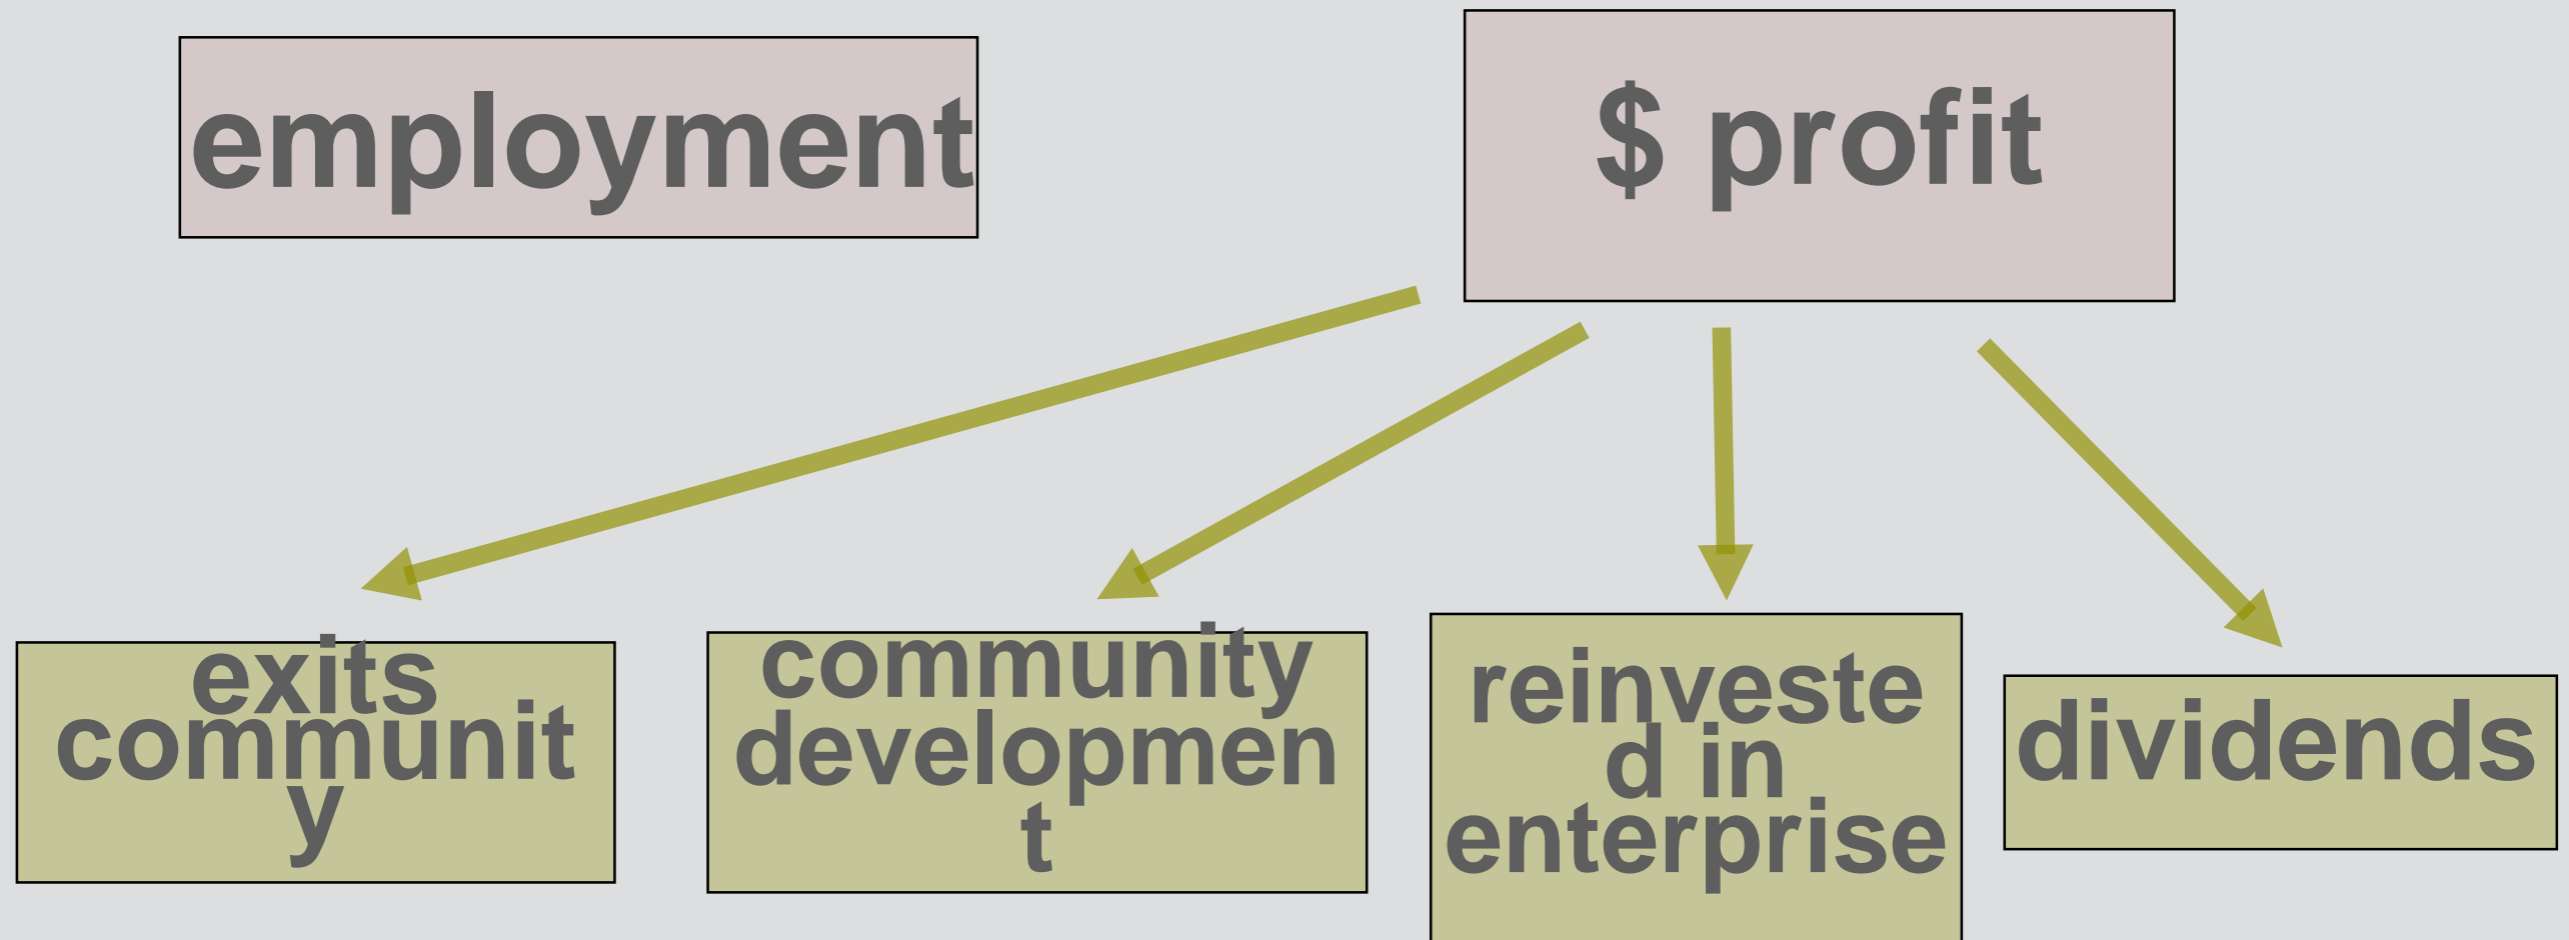 employment
$ profit
exits
communit
y
community
developmen
t
reinveste
d in
enterprise
dividends